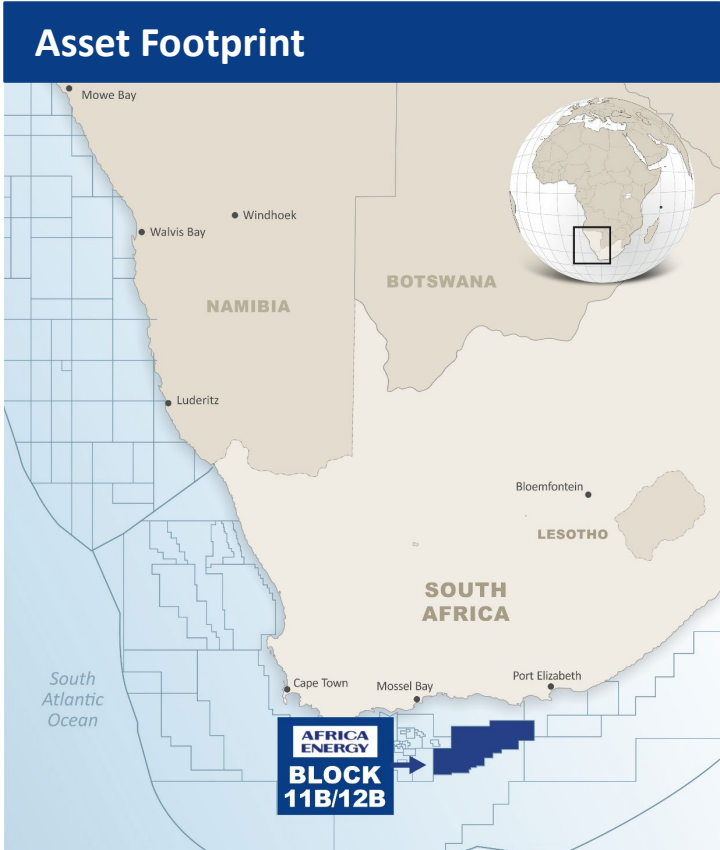 Asset Footprint
Mowe Bay
Windhoek
Walvis Bay
BOTSWANA
NAMIBIA
Luderitz
Bloemfontein
LESOTHO
SOUTH
AFRICA
South
Atlantic
Ocean
Cape Town
Mossel Bay
Port Elizabeth
AFRICA
ENERGY
BLOCK
11B/12B